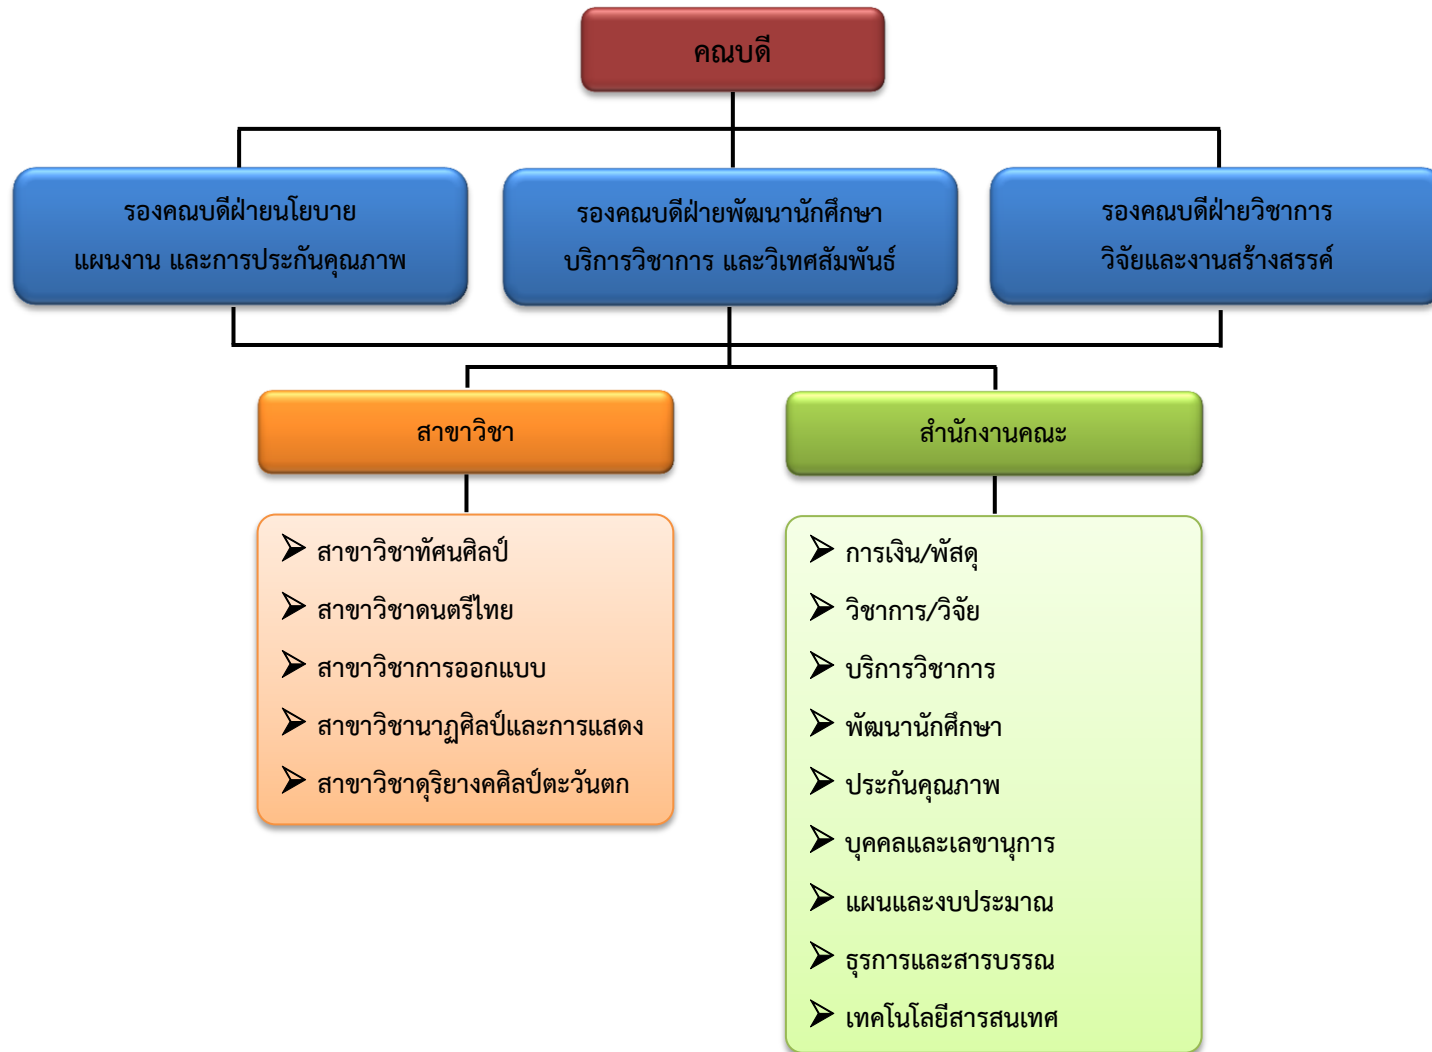 คณบดี
รองคณบดีฝ่ายนโยบาย
แผนงาน และการประกันคุณภาพ
รองคณบดีฝ่ายพัฒนานักศึกษา
บริการวิชาการ และวิเทศสัมพันธ์
รองคณบดีฝ่ายวิชาการ
วิจัยและงานสร้างสรรค์
สาขาวิชา
สาขาวิชาทัศนศิลป์
สาขาวิชาดนตรีไทย
สาขาวิชาการออกแบบ
สาขาวิชานาฏศิลป์และการแสดง
สาขาวิชาดุริยางคศิลป์ตะวันตก
สำนักงานคณะ
การเงิน/พัสดุ
วิชาการ/วิจัย
บริการวิชาการ
พัฒนานักศึกษา
ประกันคุณภาพ
บุคคลและเลขานุการ
แผนและงบประมาณ
ธุรการและสารบรรณ
เทคโนโลยีสารสนเทศ